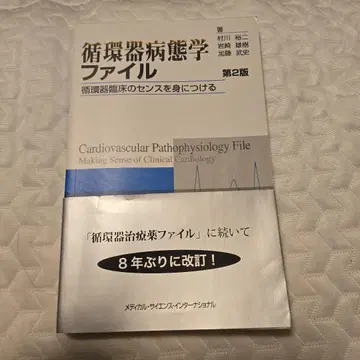 著
村川 裕二
岩崎 雄樹
加藤 武史
循環器病態学
ファイル
第2版
循環器臨床のセンスを身につける
Cardiovascular Pathophysiology File
Making Sense of Clinical Cardiology
「循環器治療薬ファイル」に続いて
8年ぶりに改訂!
メディカル・サイエンス・インターナショナル